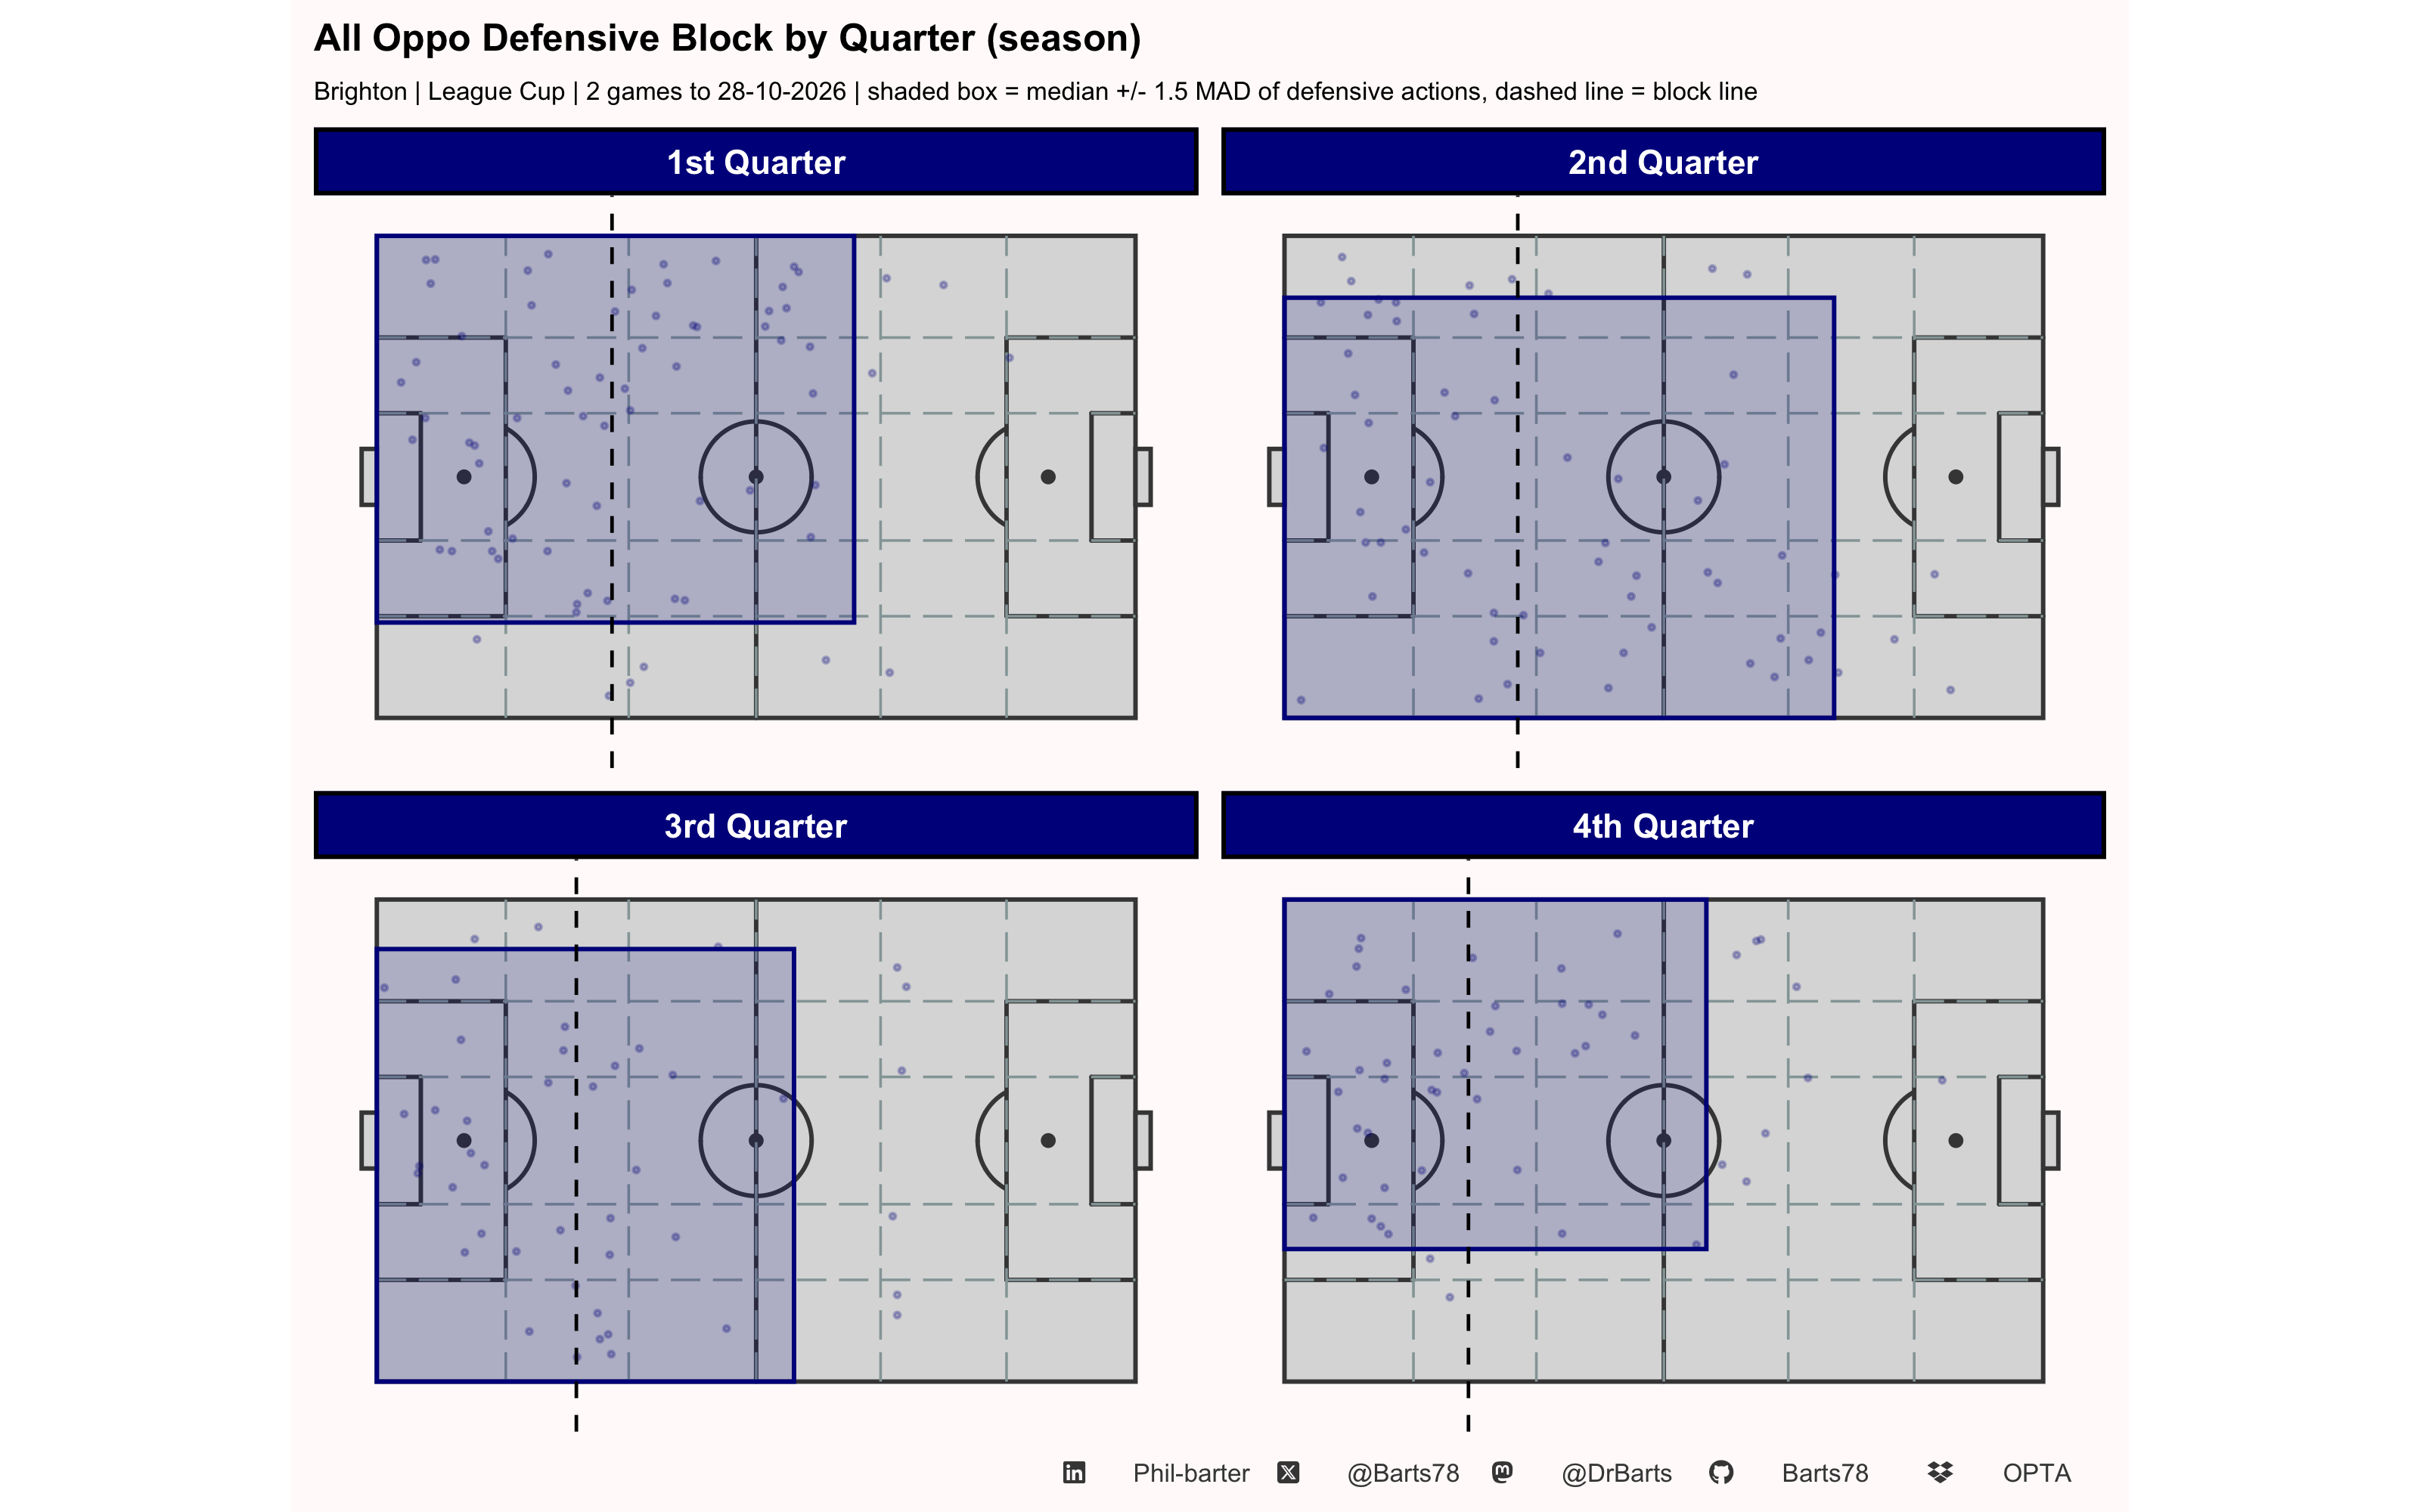 All Oppo Defensive Block by Quarter (season)
Brighton | League Cup | 2 games to 28-10-2026 | shaded box = median +/- 1.5 MAD of defensive actions, dashed line = block line
1st Quarter
2nd Quarter
3rd Quarter
4th Quarter
Phil-barter @Barts78 @DrBarts Barts78 OPTA